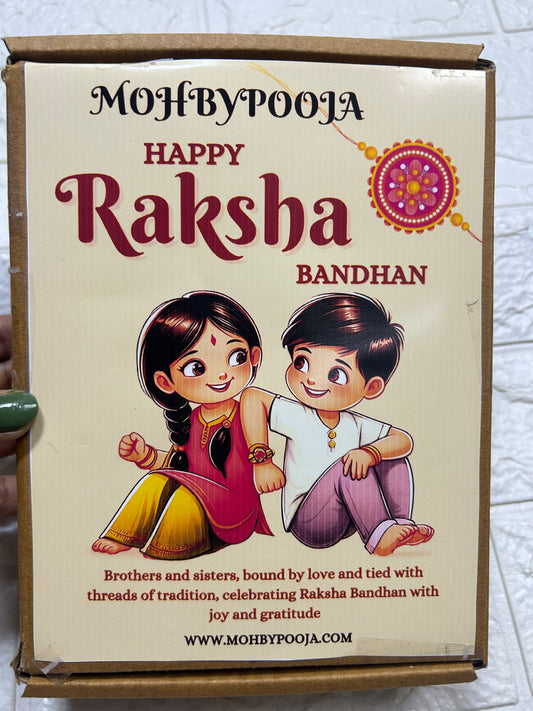 MOHBYPOOJA
HAPPY
Raksha
BANDHAN
Brothers and sisters, bound by love and tied with
threads of tradition, celebrating Raksha Bandhan with
joy and gratitude
WWW.MOHBYPOOJA.COM